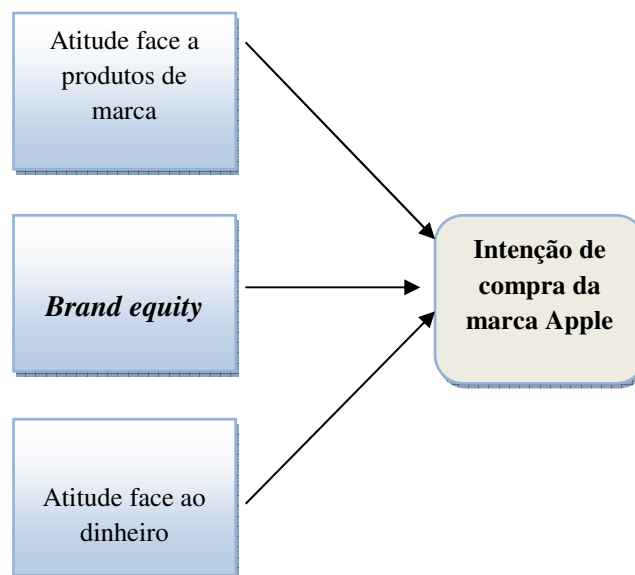 Atitude face a
produtos de
marca
Brand equity
Intenção de
compra da
marca Apple
Atitude face ao
dinheiro